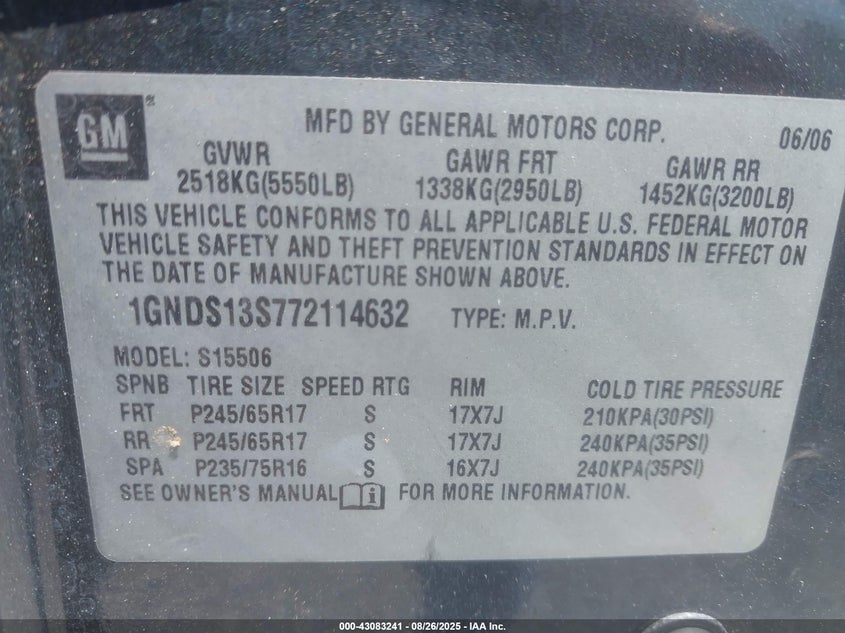 GM
MFD BY GENERAL MOTORS CORP. 06/06
GVWR GAWR FRT GAWR RR
2518KG(5550LB) 1338KG(2950LB) 1452KG(3200LB)
THIS VEHICLE CONFORMS TO ALL APPLICABLE U.S. FEDERAL MOTOR
VEHICLE SAFETY AND THEFT PREVENTION STANDARDS IN EFFECT ON
THE DATE OF MANUFACTURE SHOWN ABOVE.
1GNDS13S772114632 TYPE: M.P.V.
MODEL: S15506
SPNB TIRE SIZE SPEED RTG RIM COLD TIRE PRESSURE
FRT P245/65R17 S 17X7J 210KPA(30PSI)
RR P245/65R17 S 17X7J 240KPA(35PSI)
SPA P235/75R16 S 16X7J 240KPA(35PSI)
SEE OWNER'S MANUAL i FOR MORE INFORMATION.
000-43083241 - 08/26/2025 - IAA Inc.